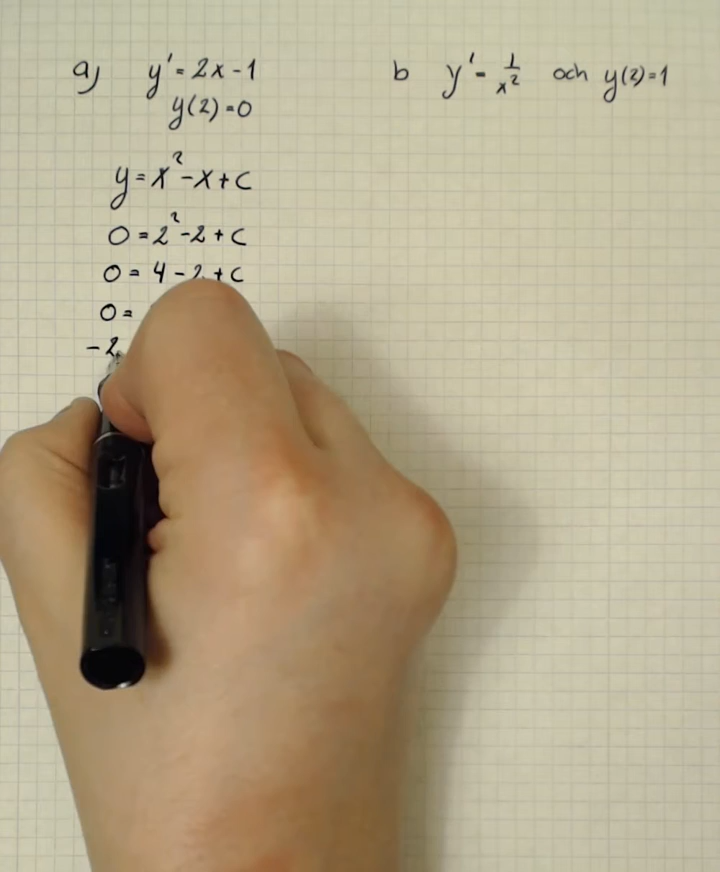 a) y' = 2x - 1
y(2) = 0
y = x² - x + C
0 = 2² - 2 + C
0 = 4 - 2 + C
0 =
- 2
b y' = 1/x² och y(2) = 1